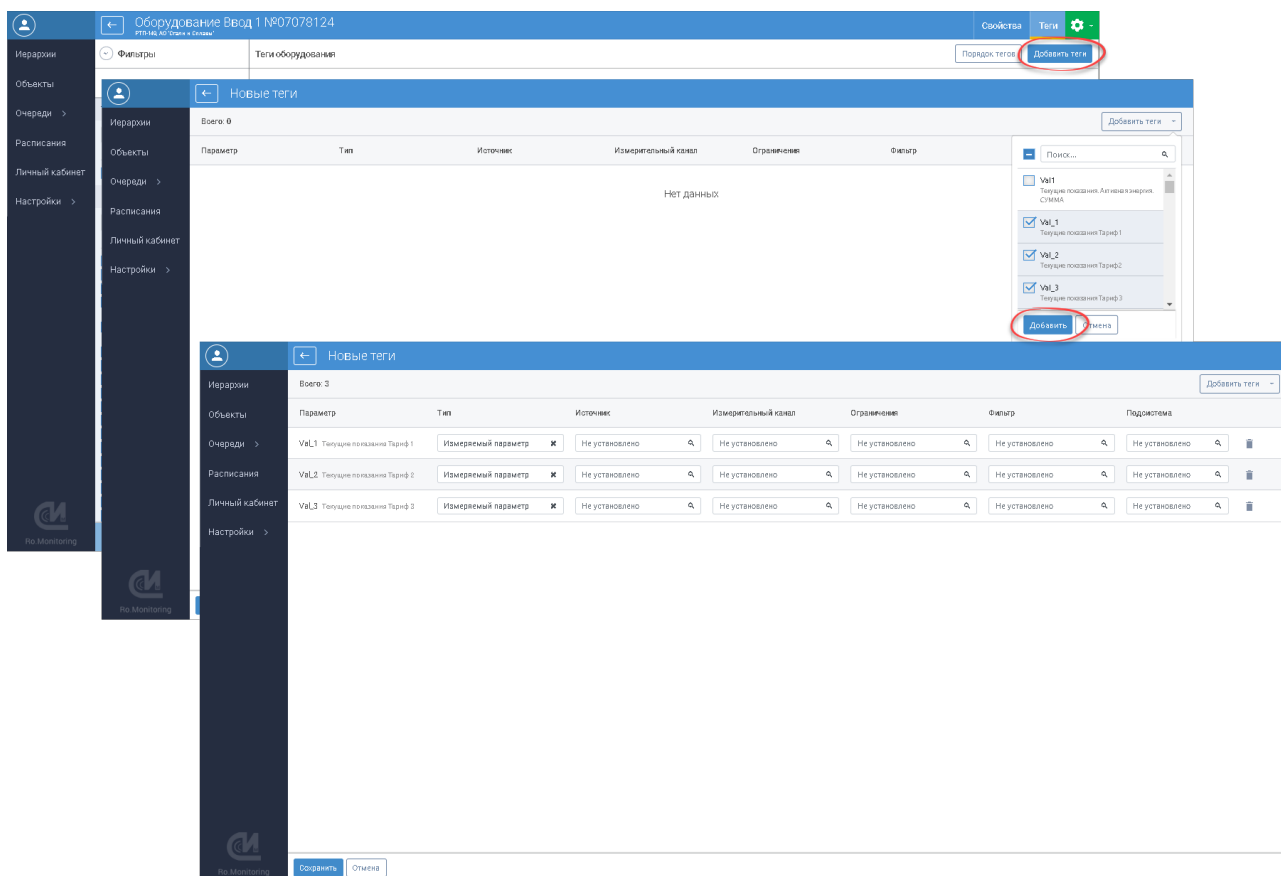 Оборудование Ввод 1 №07078124
РТП-149, АО "Стали и Сплавы"
Свойства
Теги
Иерархии
Объекты
Очереди >
Расписания
Личный кабинет
Настройки >
Ro.Monitoring
Фильтры
Теги оборудования
Порядок тегов
Добавить теги
Новые теги
Иерархии
Объекты
Очереди >
Расписания
Личный кабинет
Настройки >
Ro.Monitoring
Всего: 0
Добавить теги
Параметр Тип Источник Измерительный канал Ограничения Фильтр
Нет данных
Поиск...
Val1
Текущие показания. Активная энергия.
СУММА
Val_1
Текущие показания Тариф1
Val_2
Текущие показания Тариф2
Val_3
Текущие показания Тариф 3
Добавить Отмена
Новые теги
Иерархии
Объекты
Очереди >
Расписания
Личный кабинет
Настройки >
Ro.Monitoring
Всего: 3
Добавить теги
Параметр Тип Источник Измерительный канал Ограничения Фильтр Подсистема
Val_1 Текущие показания Тариф 1 Измеряемый параметр Не установлено Не установлено Не установлено Не установлено Не установлено
Val_2 Текущие показания Тариф 2 Измеряемый параметр Не установлено Не установлено Не установлено Не установлено Не установлено
Val_3 Текущие показания Тариф 3 Измеряемый параметр Не установлено Не установлено Не установлено Не установлено Не установлено
Сохранить Отмена